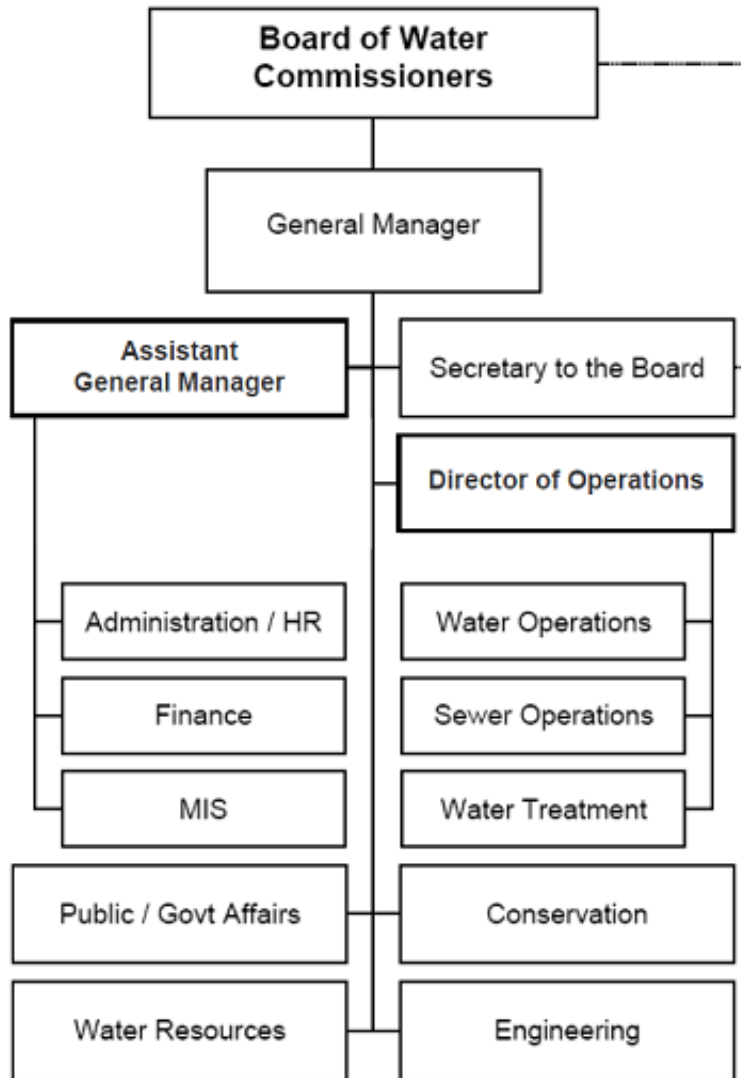 Board of Water
Commissioners
General Manager
Assistant
General Manager
Secretary to the Board
Director of Operations
Administration / HR
Water Operations
Finance
Sewer Operations
MIS
Water Treatment
Public / Govt Affairs
Conservation
Water Resources
Engineering